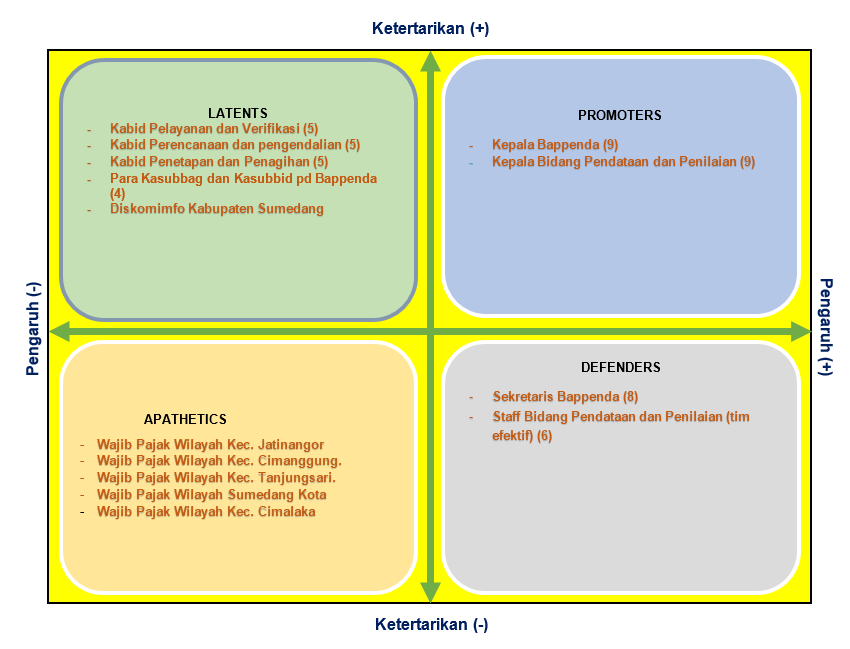 Ketertarikan (+)
LATENTS
- Kabid Pelayanan dan Verifikasi (5)
- Kabid Perencanaan dan pengendalian (5)
- Kabid Penetapan dan Penagihan (5)
- Para Kasubbag dan Kasubbid pd Bappenda
(4)
- Diskomimfo Kabupaten Sumedang
PROMOTERS
- Kepala Bappenda (9)
- Kepala Bidang Pendataan dan Penilaian (9)
Pengaruh (-)
Pengaruh (+)
APATHETICS
- Wajib Pajak Wilayah Kec. Jatinangor
- Wajib Pajak Wilayah Kec. Cimanggung.
- Wajib Pajak Wilayah Kec. Tanjungsari.
- Wajib Pajak Wilayah Sumedang Kota
- Wajib Pajak Wilayah Kec. Cimalaka
DEFENDERS
- Sekretaris Bappenda (8)
- Staff Bidang Pendataan dan Penilaian (tim
efektif) (6)
Ketertarikan (-)